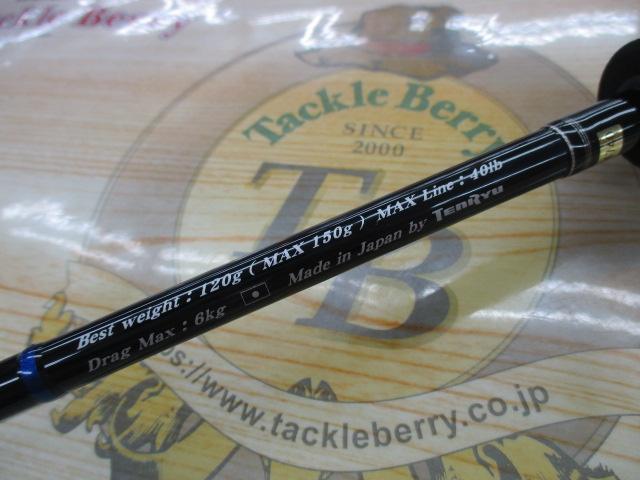 Tackle Berry
Tackle Berry
SINCE
2000
TB
Best weight : 120g ( MAX 150g ) MAX Line : 40lb
Drag Max : 6kg Made in Japan by TENRYU
https://www.tackleberry.co.jp